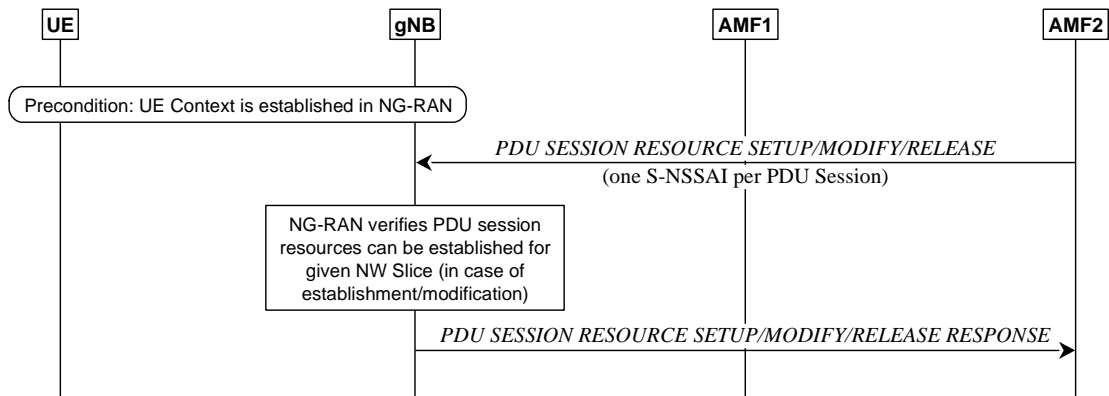 UE
gNB
AMF1
AMF2
Precondition: UE Context is established in NG-RAN
PDU SESSION RESOURCE SETUP/MODIFY/RELEASE
(one S-NSSAI per PDU Session)
NG-RAN verifies PDU session
resources can be established for
given NW Slice (in case of
establishment/modification)
PDU SESSION RESOURCE SETUP/MODIFY/RELEASE RESPONSE